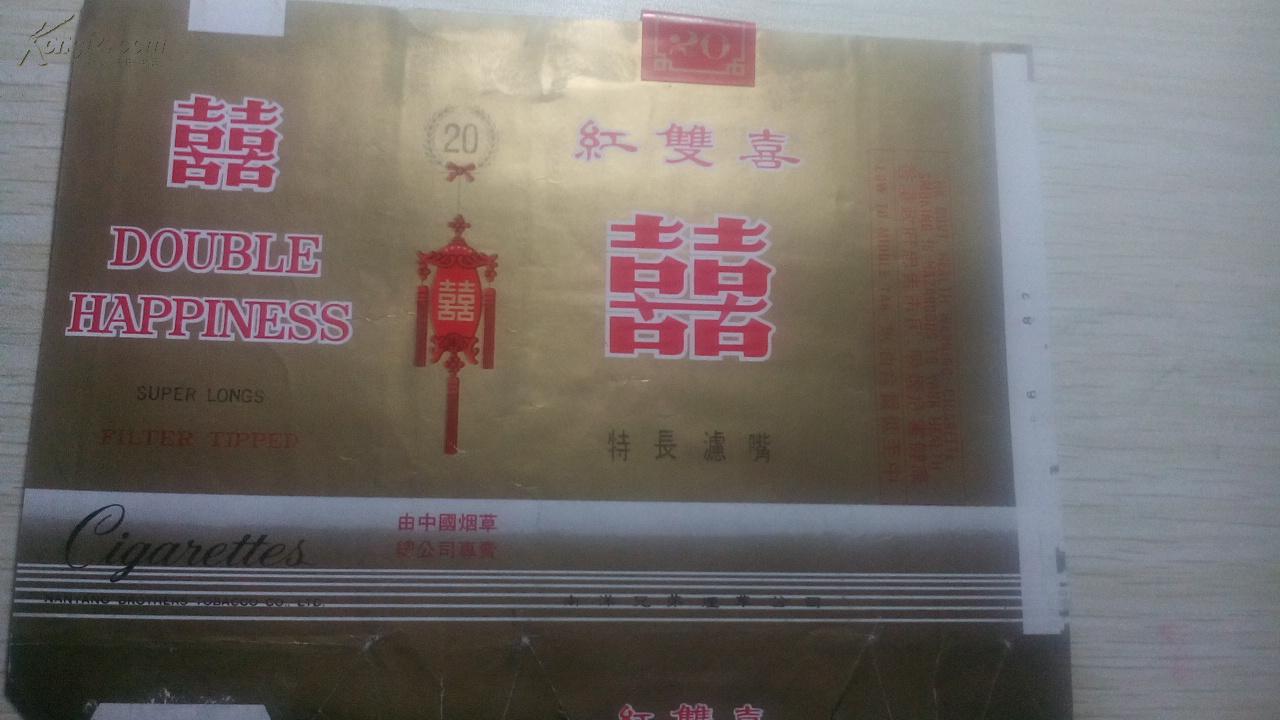 Kongfz.com
20
囍
DOUBLE
HAPPINESS
SUPER LONGS
FILTER TIPPED
Cigarettes
NANYANG BROTHERS TOBACCO CO., LTD.
20
囍
由中國烟草
總公司專賣
紅雙喜
囍
特長濾嘴
南洋兄弟煙草公司
紅雙喜